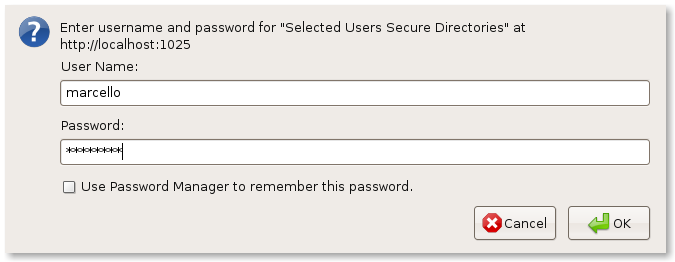 Enter username and password for "Selected Users Secure Directories" at
http://localhost:1025
User Name:
marcello
Password:
********
Use Password Manager to remember this password.
Cancel OK